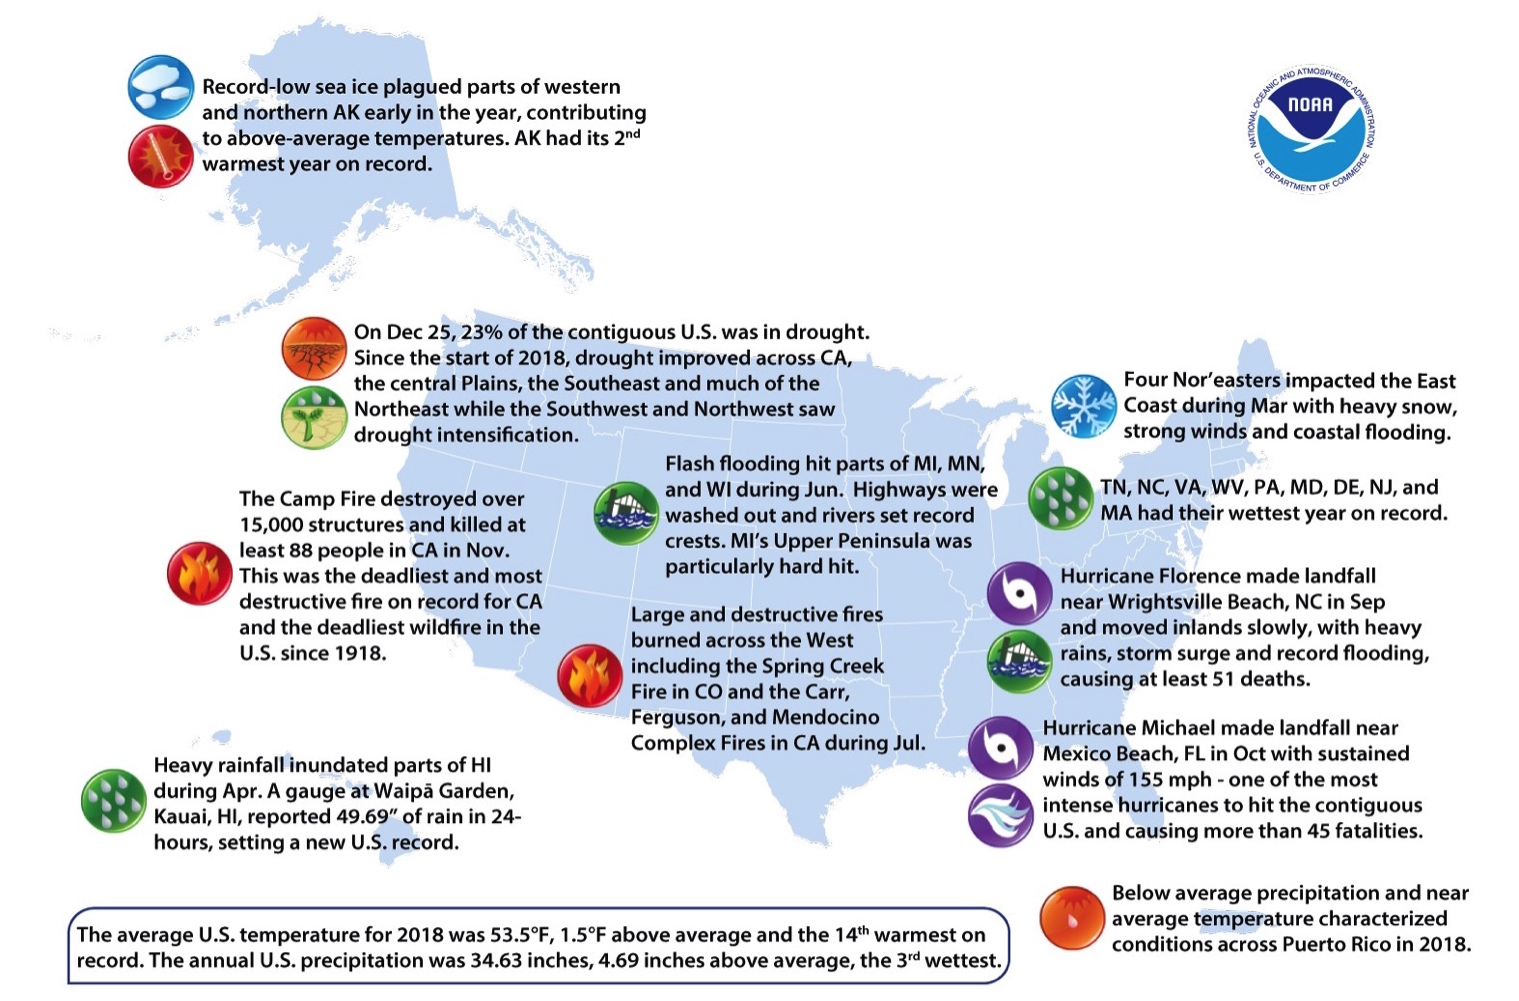 Record-low sea ice plagued parts of western
and northern AK early in the year, contributing
to above-average temperatures. AK had its 2nd
warmest year on record.
NATIONAL OCEANIC AND ATMOSPHERIC ADMINISTRATION
NOAA
U.S. DEPARTMENT OF COMMERCE
On Dec 25, 23% of the contiguous U.S. was in drought.
Since the start of 2018, drought improved across CA,
the central Plains, the Southeast and much of the
Northeast while the Southwest and Northwest saw
drought intensification.
Four Nor’easters impacted the East
Coast during Mar with heavy snow,
strong winds and coastal flooding.
Flash flooding hit parts of MI, MN,
and WI during Jun. Highways were
washed out and rivers set record
crests. MI’s Upper Peninsula was
particularly hard hit.
TN, NC, VA, WV, PA, MD, DE, NJ, and
MA had their wettest year on record.
The Camp Fire destroyed over
15,000 structures and killed at
least 88 people in CA in Nov.
This was the deadliest and most
destructive fire on record for CA
and the deadliest wildfire in the
U.S. since 1918.
Hurricane Florence made landfall
near Wrightsville Beach, NC in Sep
and moved inlands slowly, with heavy
rains, storm surge and record flooding,
causing at least 51 deaths.
Large and destructive fires
burned across the West
including the Spring Creek
Fire in CO and the Carr,
Ferguson, and Mendocino
Complex Fires in CA during Jul.
Hurricane Michael made landfall near
Mexico Beach, FL in Oct with sustained
winds of 155 mph - one of the most
intense hurricanes to hit the contiguous
U.S. and causing more than 45 fatalities.
Heavy rainfall inundated parts of HI
during Apr. A gauge at Waipā Garden,
Kauai, HI, reported 49.69” of rain in 24-
hours, setting a new U.S. record.
Below average precipitation and near
average temperature characterized
conditions across Puerto Rico in 2018.
The average U.S. temperature for 2018 was 53.5°F, 1.5°F above average and the 14th warmest on
record. The annual U.S. precipitation was 34.63 inches, 4.69 inches above average, the 3rd wettest.